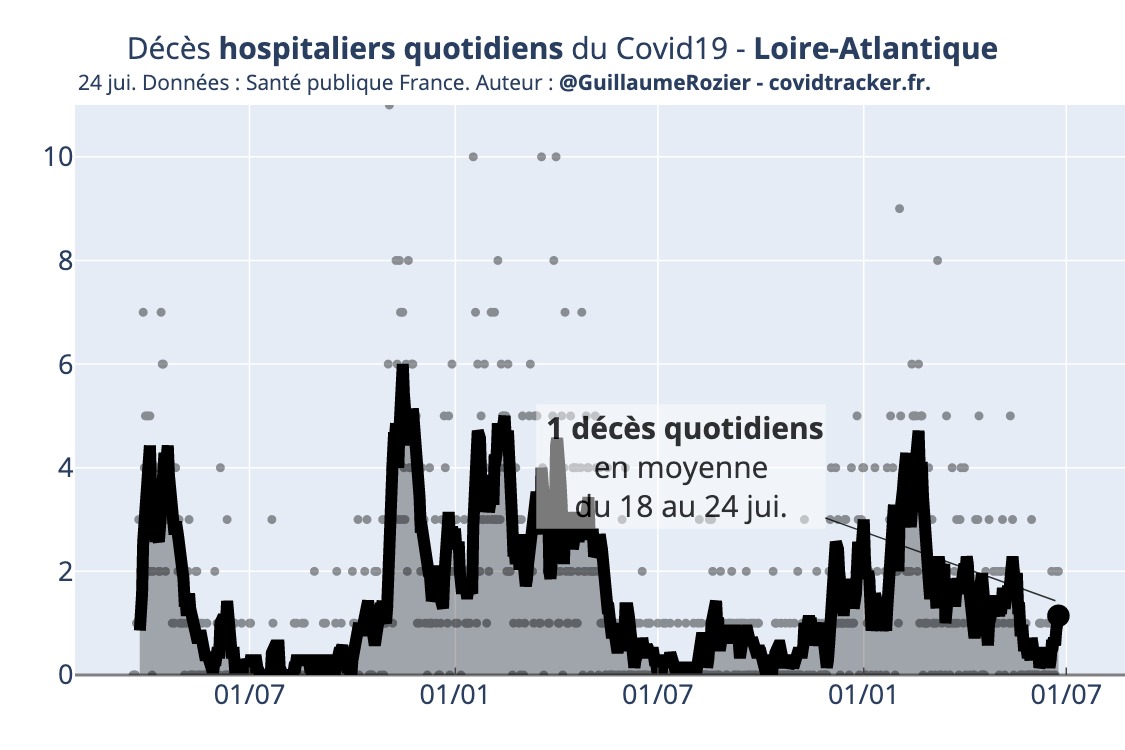 Décès hospitaliers quotidiens du Covid19 - Loire-Atlantique
24 jui. Données : Santé publique France. Auteur : @GuillaumeRozier - covidtracker.fr.
10
8
6
1 décès quotidiens
4
en moyenne
du 18 au 24 jui.
2
0
01/07
01/01
01/07
01/01
01/07